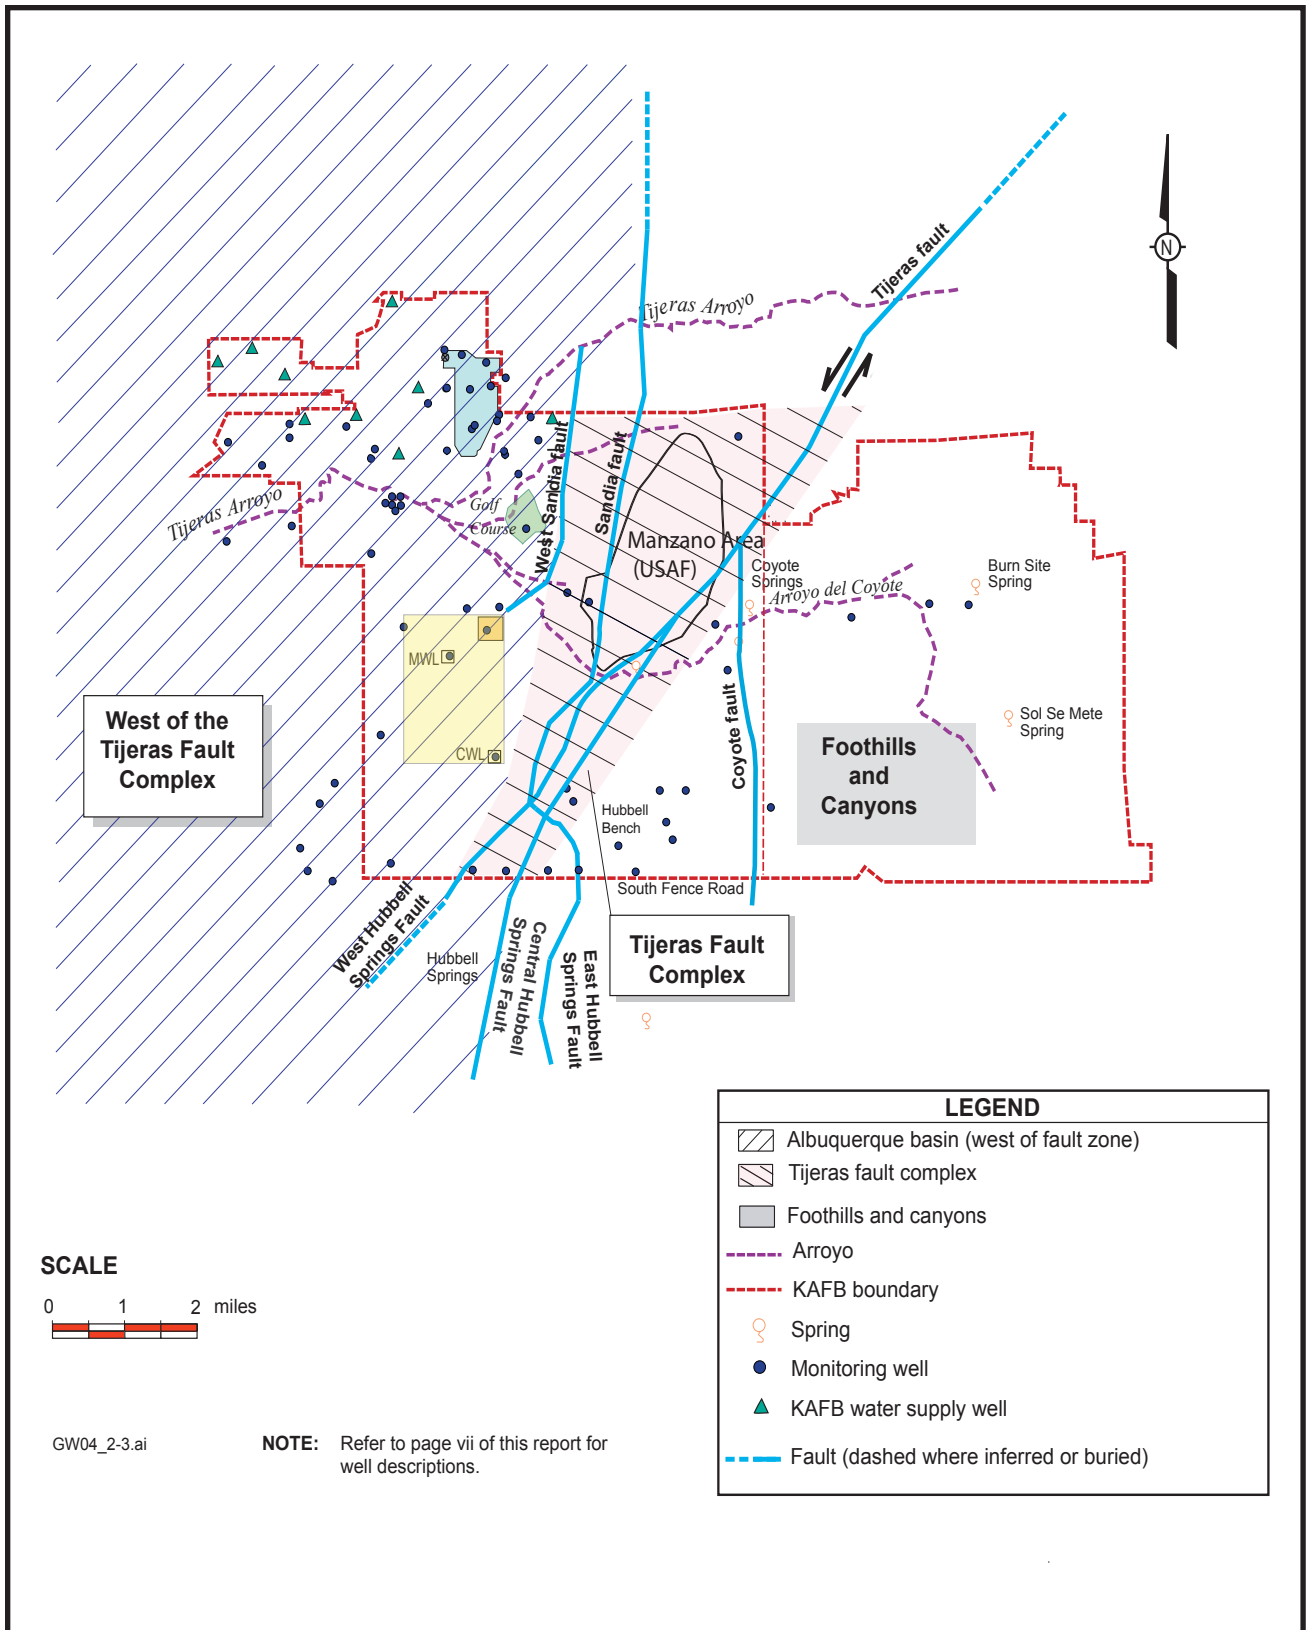 Tijeras fault
N
Tijeras Arroyo
West Sandia fault
Sandia fault
Golf
Course
Tijeras Arroyo
Manzano Area
(USAF)
Coyote
Springs
Arroyo del Coyote
Burn Site
Spring
MWL
CWL
West of the
Tijeras Fault
Complex
Coyote fault
Sol Se Mete
Spring
Foothills
and
Canyons
Hubbell
Bench
South Fence Road
West Hubbell
Springs Fault
Hubbell
Springs
Central Hubbell
Springs Fault
East Hubbell
Springs Fault
Tijeras Fault
Complex
LEGEND
Albuquerque basin (west of fault zone)
Tijeras fault complex
Foothills and canyons
Arroyo
KAFB boundary
Spring
Monitoring well
KAFB water supply well
Fault (dashed where inferred or buried)
SCALE
0 1 2 miles
GW04_2-3.ai
NOTE: Refer to page vii of this report for
well descriptions.